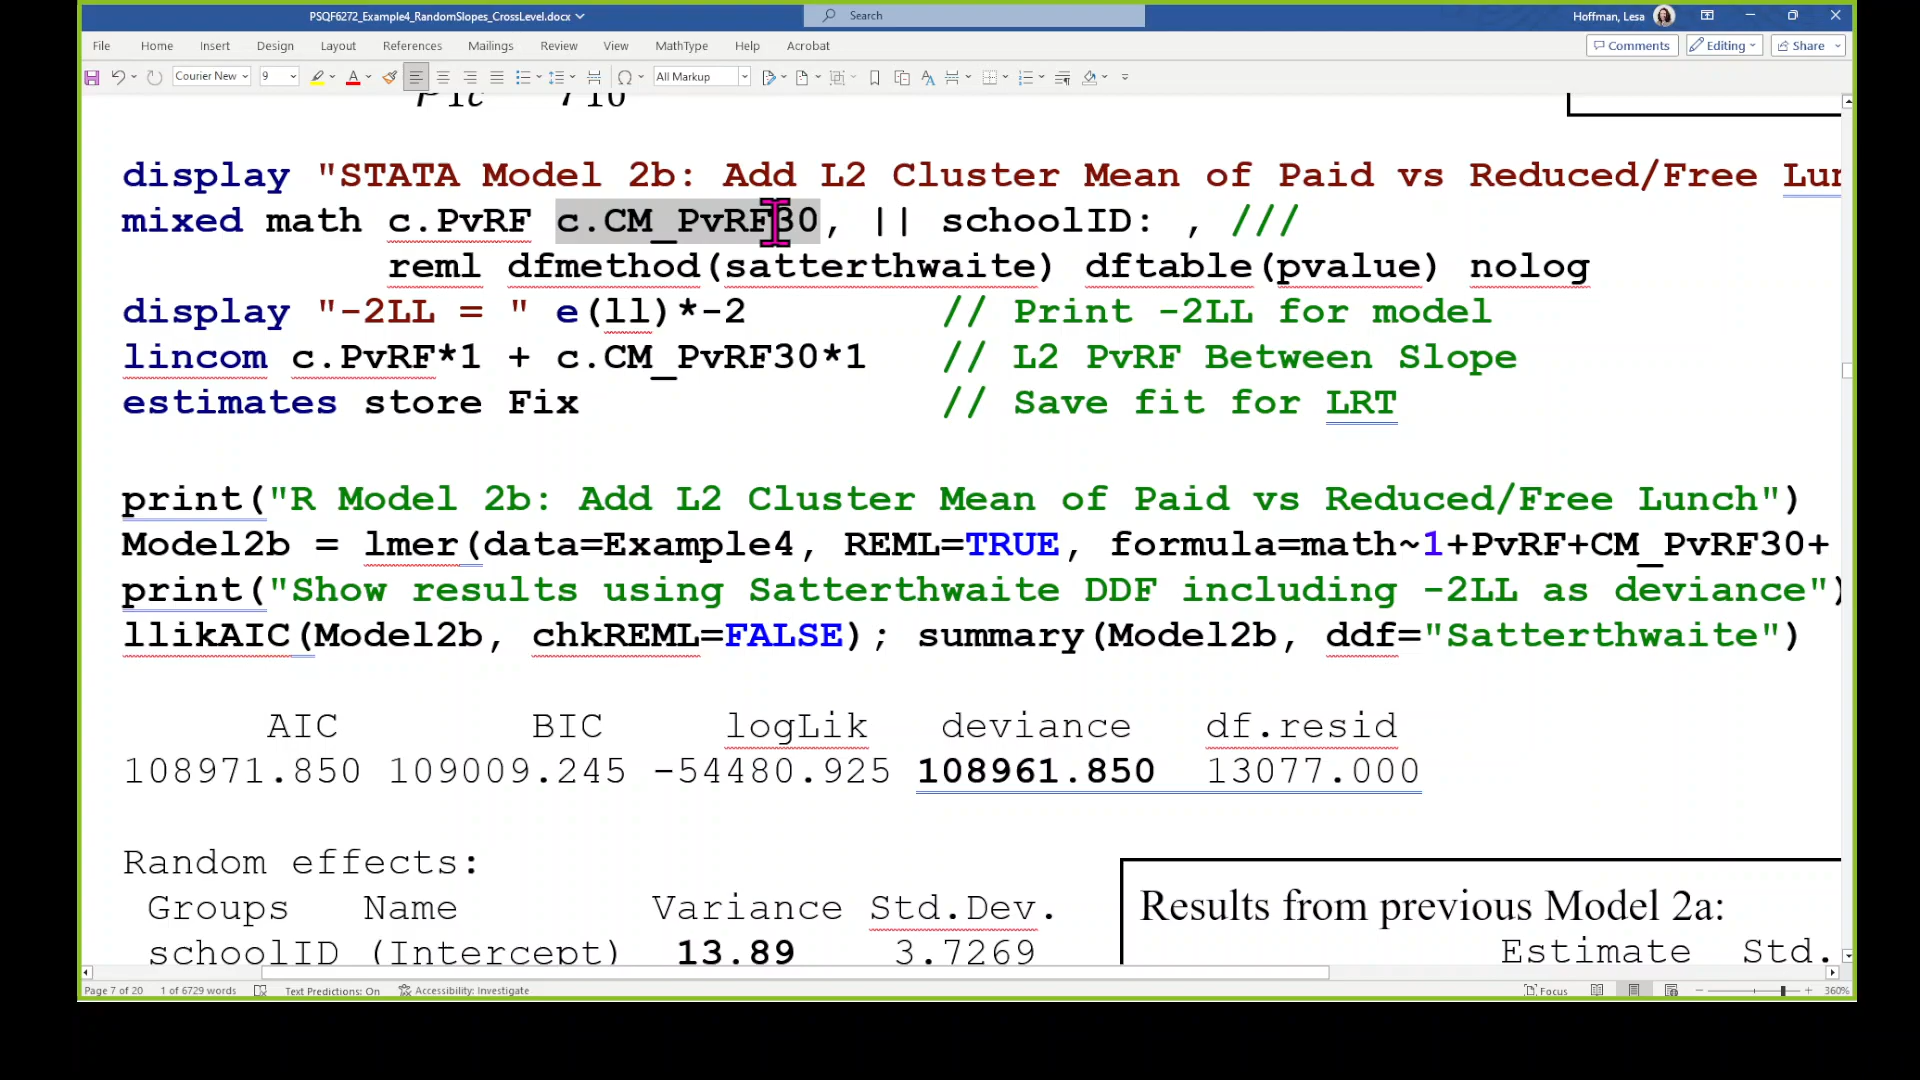 PSQF6272_Example4_RandomSlopes_CrossLevel.docx
Search
Hoffman, Lesa
File Home Insert Design Layout References Mailings Review View MathType Help Acrobat
Comments Editing Share
Courier New 9 All Markup
display "STATA Model 2b: Add L2 Cluster Mean of Paid vs Reduced/Free Lun
mixed math c.PvRF c.CM_PvRF30, || schoolID: , ///
reml dfmethod(satterthwaite) dftable(pvalue) nolog
display "-2LL = " e(ll)*-2 // Print -2LL for model
lincom c.PvRF*1 + c.CM_PvRF30*1 // L2 PvRF Between Slope
estimates store Fix // Save fit for LRT
print("R Model 2b: Add L2 Cluster Mean of Paid vs Reduced/Free Lunch")
Model2b = lmer(data=Example4, REML=TRUE, formula=math~1+PvRF+CM_PvRF30+
print("Show results using Satterthwaite DDF including -2LL as deviance")
llikAIC(Model2b, chkREML=FALSE); summary(Model2b, ddf="Satterthwaite")
AIC BIC logLik deviance df.resid
108971.850 109009.245 -54480.925 108961.850 13077.000
Random effects:
Groups Name Variance Std.Dev.
schoolID (Intercept) 13.89 3.7269
Results from previous Model 2a:
Estimate Std.
Page 7 of 20 1 of 6729 words Text Predictions: On Accessibility: Investigate Focus 360%